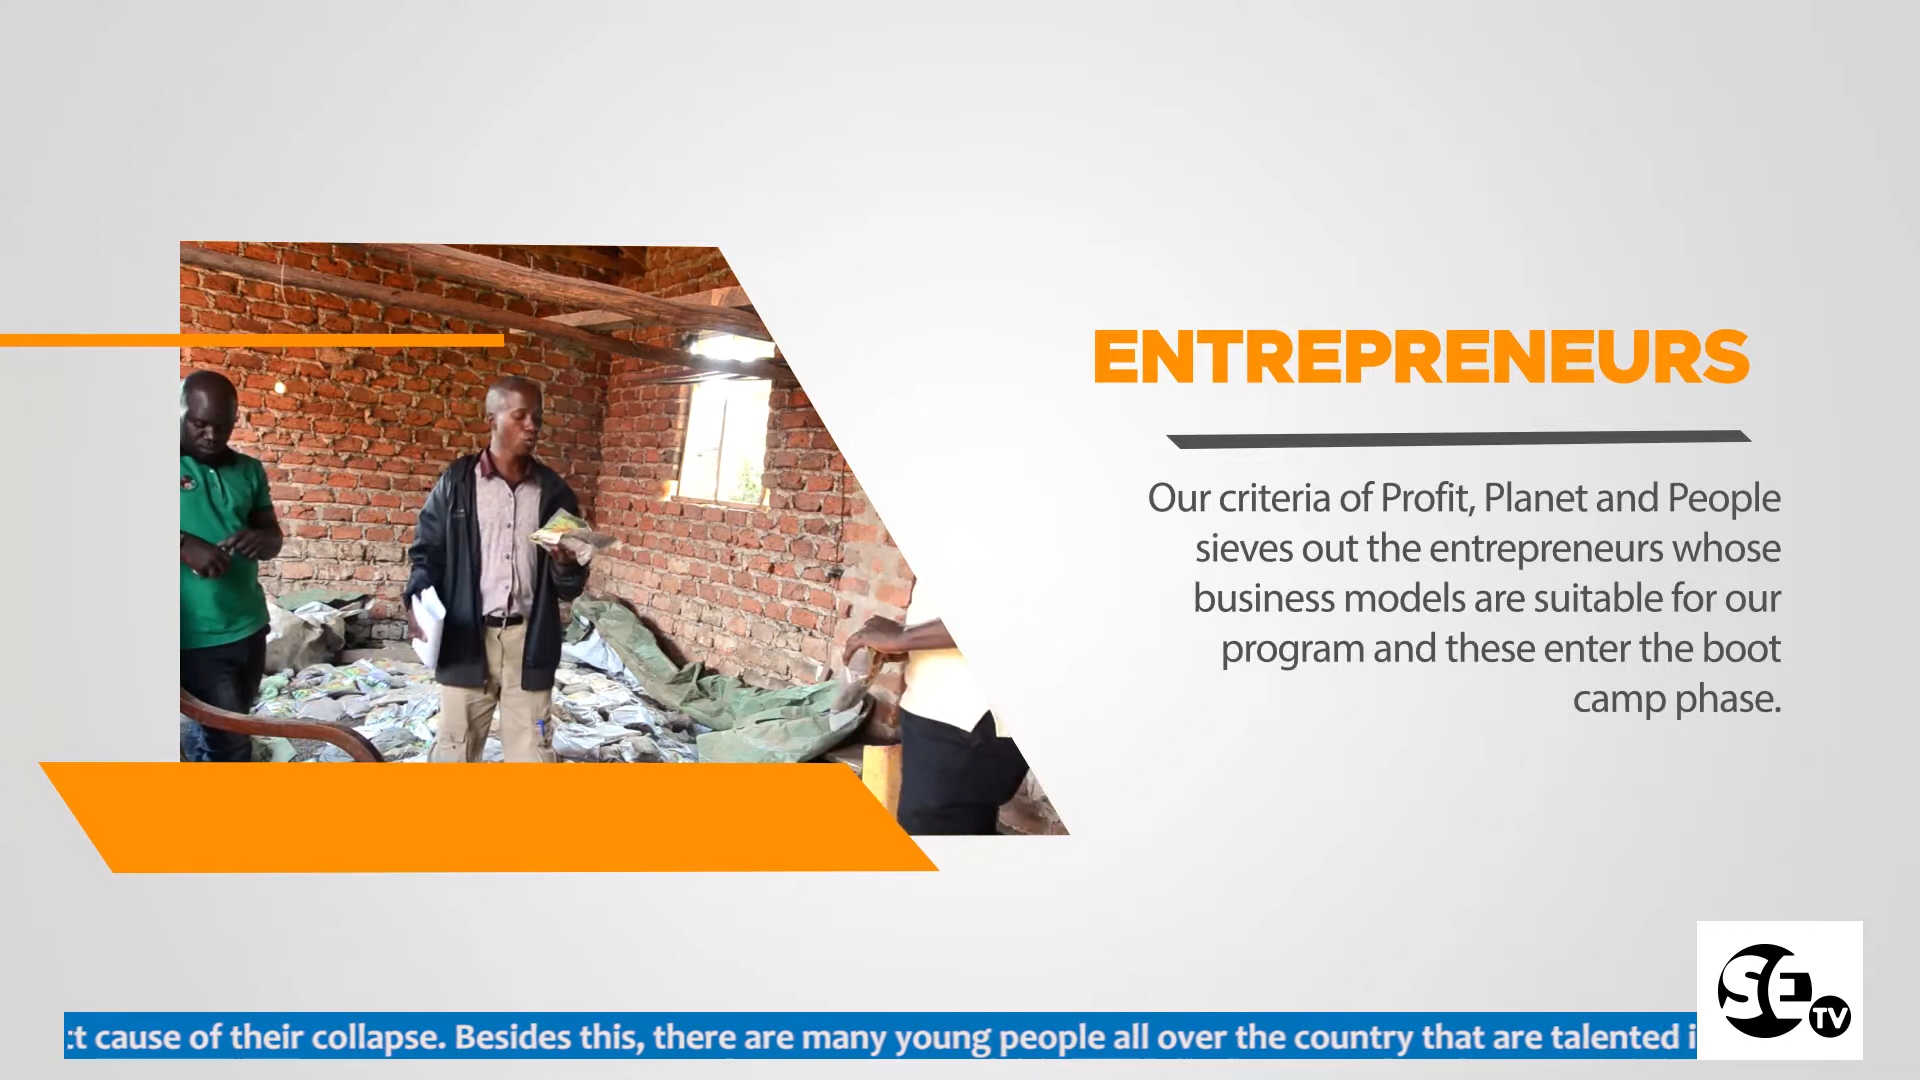 ENTREPRENEURS
Our criteria of Profit, Planet and People
sieves out the entrepreneurs whose
business models are suitable for our
program and these enter the boot
camp phase.
cause of their collapse. Besides this, there are many young people all over the country that are talented
SE
TV